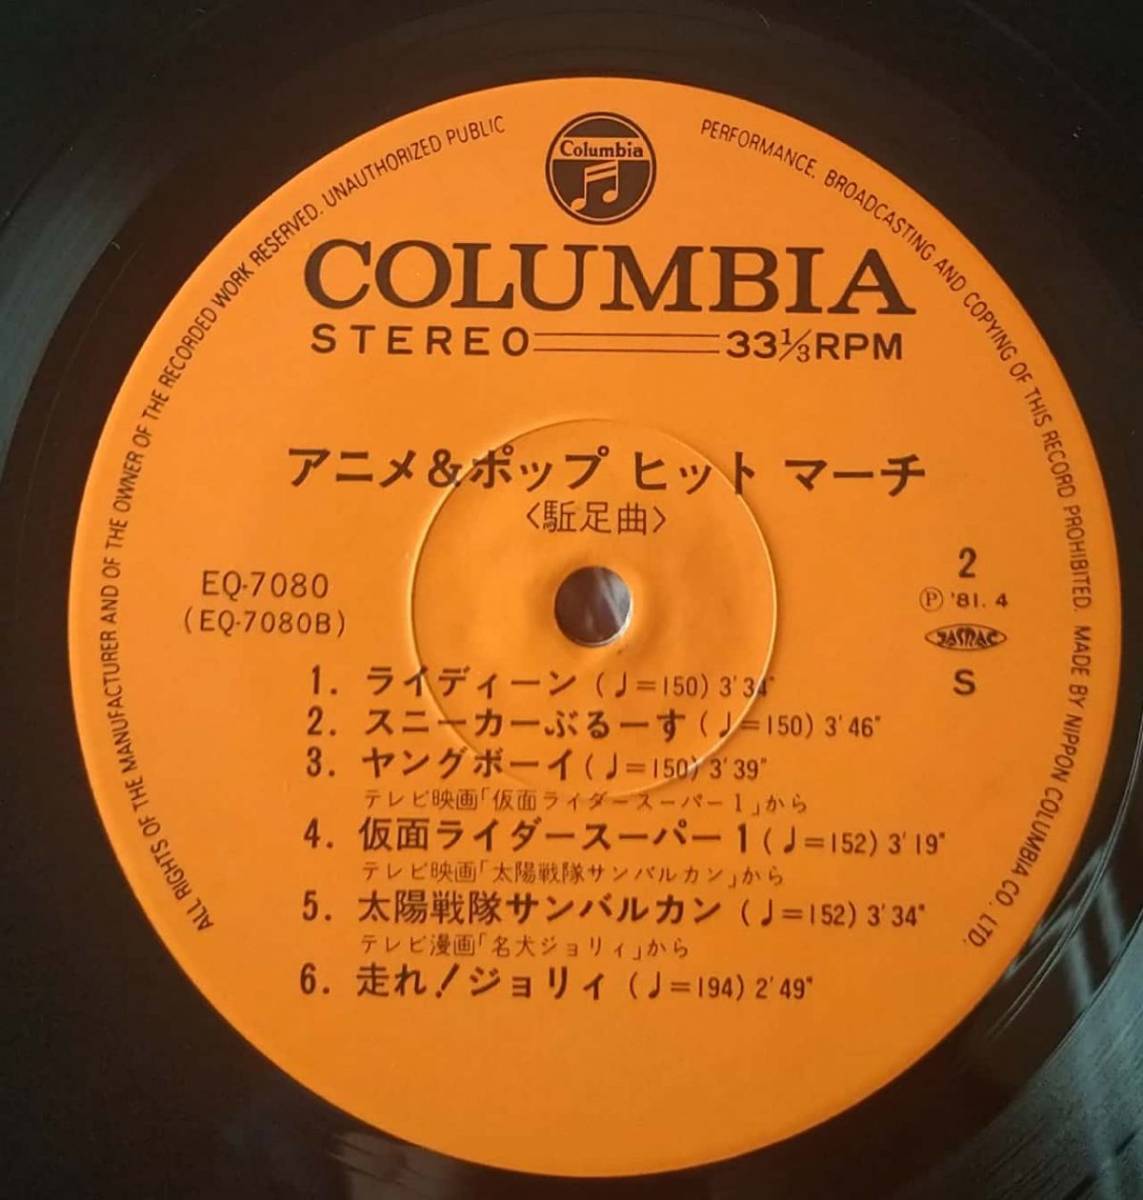 Columbia
COLUMBIA
STEREO 33⅓RPM
アニメ&ポップ ヒット マーチ
〈駈足曲〉
EQ-7080
(EQ-7080B)
2
Ⓟ '81. 4
JASRAC
S
1. ライディーン (♩=150) 3'34"
2. スニーカーぶるーす (♩=150) 3'46"
3. ヤングボーイ (♩=150) 3'39"
テレビ映画「仮面ライダースーパー1」から
4. 仮面ライダースーパー1 (♩=152) 3'19"
テレビ映画「太陽戦隊サンバルカン」から
5. 太陽戦隊サンバルカン (♩=152) 3'34"
テレビ漫画「名犬ジョリィ」から
6. 走れ!ジョリィ (♩=194) 2'49"
ALL RIGHTS OF THE MANUFACTURER AND OF THE OWNER OF THE RECORDED WORK RESERVED. UNAUTHORIZED PUBLIC PERFORMANCE, BROADCASTING AND COPYING OF THIS RECORD PROHIBITED. MADE BY NIPPON COLUMBIA CO. LTD.